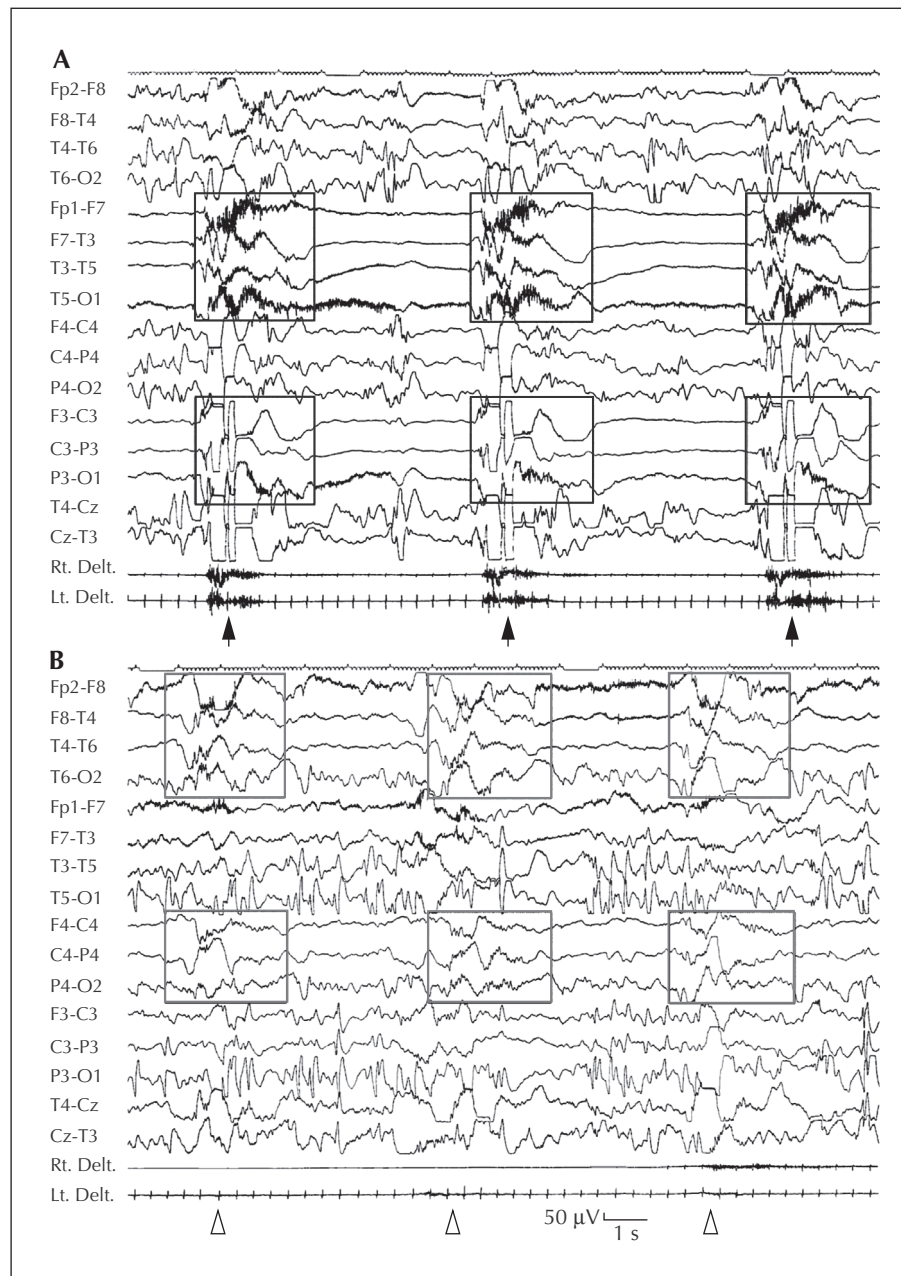 A
Fp2-F8
F8-T4
T4-T6
T6-O2
Fp1-F7
F7-T3
T3-T5
T5-O1
F4-C4
C4-P4
P4-O2
F3-C3
C3-P3
P3-O1
T4-Cz
Cz-T3
Rt. Delt.
Lt. Delt.
B
Fp2-F8
F8-T4
T4-T6
T6-O2
Fp1-F7
F7-T3
T3-T5
T5-O1
F4-C4
C4-P4
P4-O2
F3-C3
C3-P3
P3-O1
T4-Cz
Cz-T3
Rt. Delt.
Lt. Delt.
50 µV
1 s